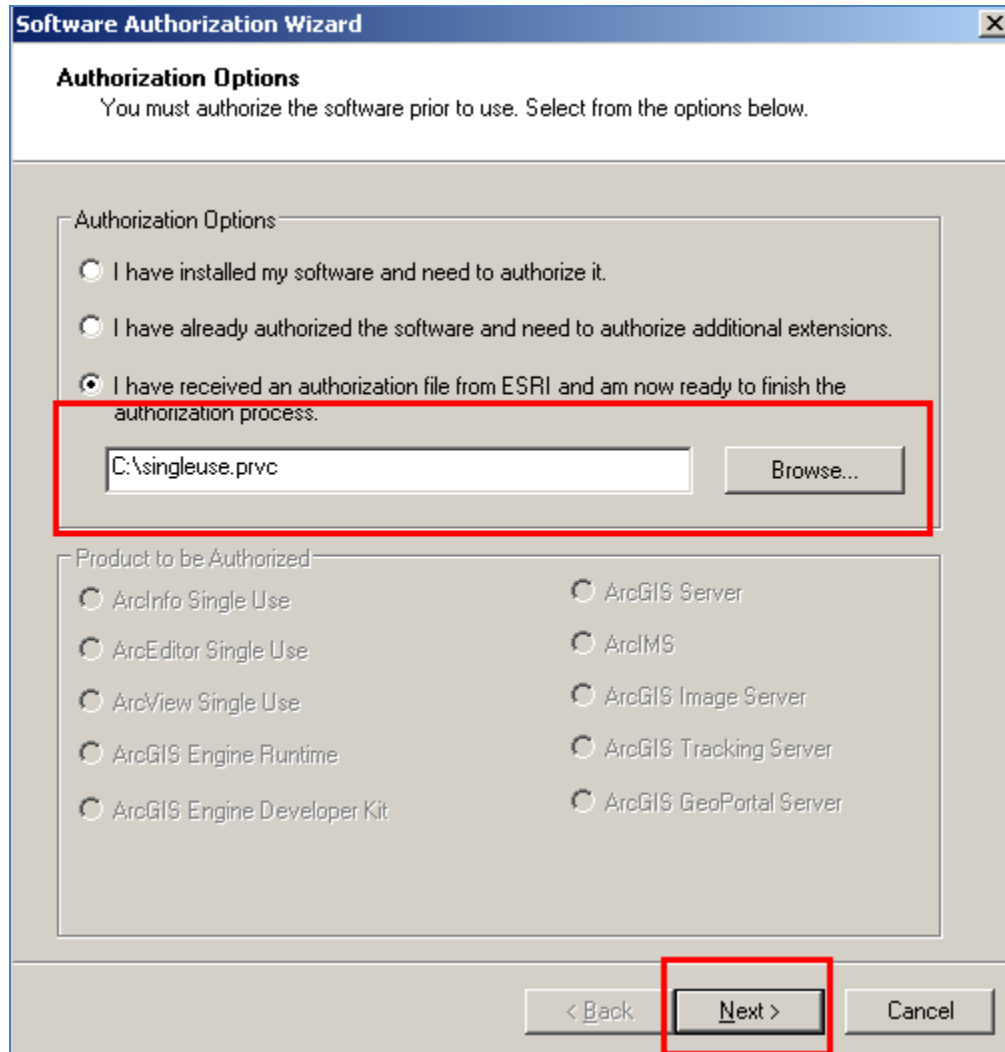 Software Authorization Wizard
Authorization Options
You must authorize the software prior to use. Select from the options below.
Authorization Options
I have installed my software and need to authorize it.
I have already authorized the software and need to authorize additional extensions.
I have received an authorization file from ESRI and am now ready to finish the
authorization process.
C:\singleuse.prvc
Browse...
Product to be Authorized
ArcInfo Single Use
ArcEditor Single Use
ArcView Single Use
ArcGIS Engine Runtime
ArcGIS Engine Developer Kit
ArcGIS Server
ArcIMS
ArcGIS Image Server
ArcGIS Tracking Server
ArcGIS GeoPortal Server
< Back
Next >
Cancel